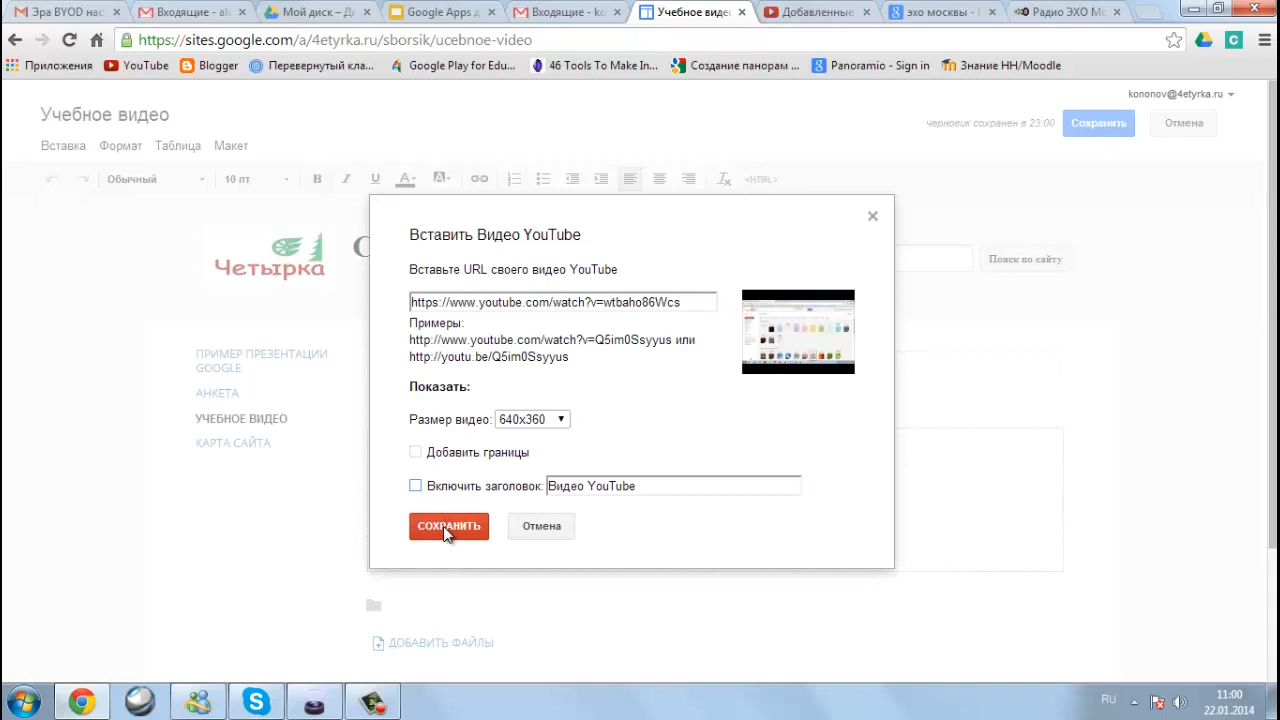 Эра BYOD нас
Входящие - ale
Мой диск – Ди
Google Apps д
Входящие - ko
Учебное видео
Добавленные
эхо москвы - С
Радио ЭХО Мо
https://sites.google.com/a/4etyrka.ru/sborsik/ucebnoe-video
Приложения
YouTube
Blogger
Перевернутый кла...
Google Play for Edu...
46 Tools To Make In...
Создание панорам ...
Panoramio - Sign in
Знание НН/Moodle
kononov@4etyrka.ru
Учебное видео
черновик сохранен в 23:00
Сохранить
Отмена
Вставка Формат Таблица Макет
Обычный
10 пт
B I U A A
<HTML>
Четырка
С
Поиск по сайту
Вставить Видео YouTube
Вставьте URL своего видео YouTube
https://www.youtube.com/watch?v=wtbaho86Wcs
Примеры:
http://www.youtube.com/watch?v=Q5im0Ssyyus или
http://youtu.be/Q5im0Ssyyus
Показать:
Размер видео: 640x360
Добавить границы
Включить заголовок: Видео YouTube
СОХРАНИТЬ
Отмена
ПРИМЕР ПРЕЗЕНТАЦИИ
GOOGLE
АНКЕТА
УЧЕБНОЕ ВИДЕО
КАРТА САЙТА
ДОБАВИТЬ ФАЙЛЫ
RU
11:00
22.01.2014